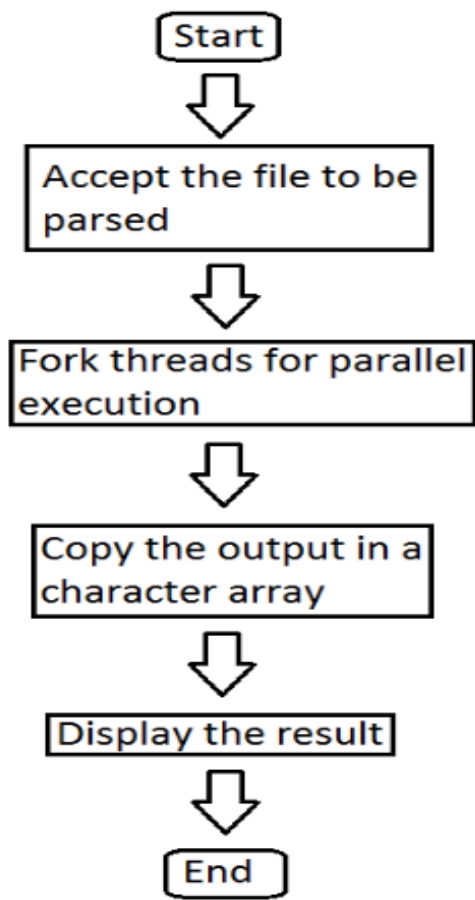 Start
Accept the file to be
parsed
Fork threads for parallel
execution
Copy the output in a
character array
Display the result
End